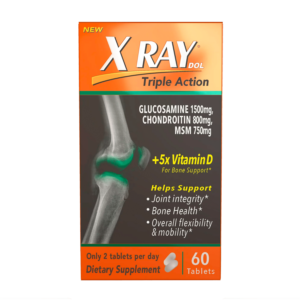 NEW
X RAY®
DOL
Triple Action
GLUCOSAMINE 1500mg,
CHONDROITIN 800mg,
MSM 750mg
+5x Vitamin D
For Bone Support*
Helps Support
• Joint integrity*
• Bone Health*
• Overall flexibility
& mobility*
Only 2 tablets per day
Dietary Supplement
60
Tablets